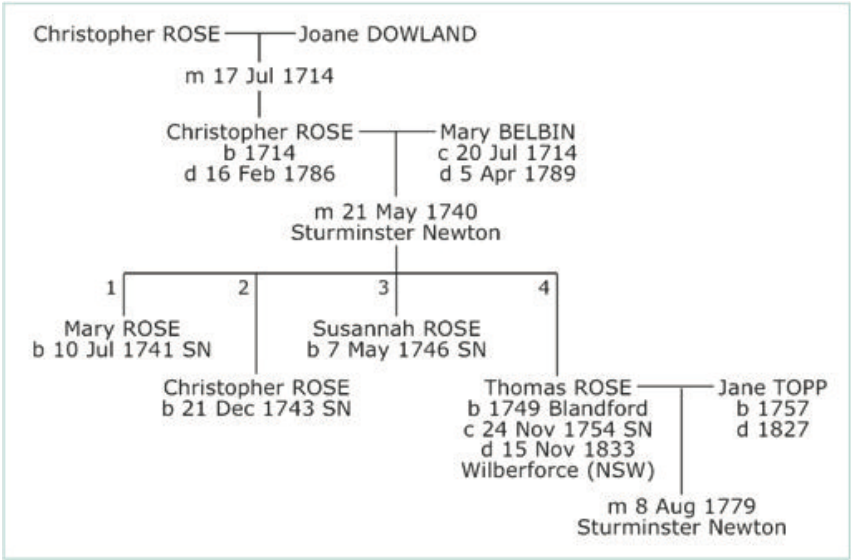 Christopher ROSE Joane DOWLAND
m 17 Jul 1714
Christopher ROSE Mary BELBIN
b 1714 c 20 Jul 1714
d 16 Feb 1786 d 5 Apr 1789
m 21 May 1740
Sturminster Newton
1 2 3 4
Mary ROSE Susannah ROSE
b 10 Jul 1741 SN b 7 May 1746 SN
Christopher ROSE Thomas ROSE Jane TOPP
b 21 Dec 1743 SN b 1749 Blandford b 1757
c 24 Nov 1754 SN d 1827
d 15 Nov 1833
Wilberforce (NSW)
m 8 Aug 1779
Sturminster Newton